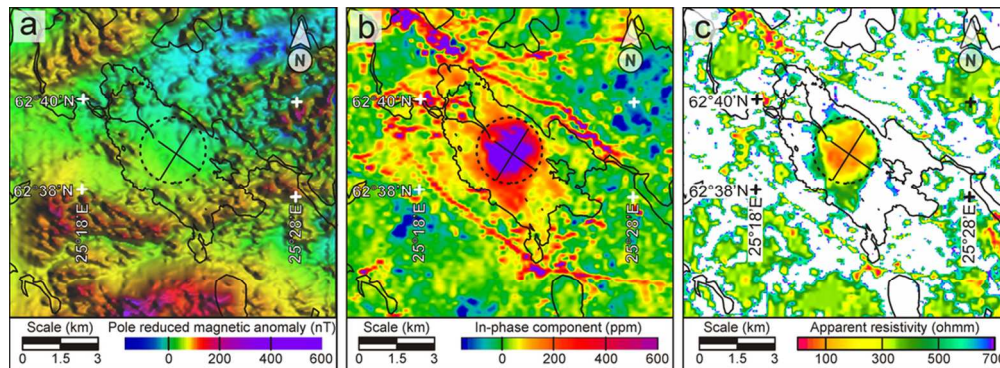 a
N
62°40'N
62°38'N
25°18'E
25°28'E
Scale (km)
0 1.5 3
Pole reduced magnetic anomaly (nT)
0 200 400 600
b
N
62°40'N
62°38'N
25°18'E
25°28'E
Scale (km)
0 1.5 3
In-phase component (ppm)
0 200 400 600
c
N
62°40'N
62°38'N
25°18'E
25°28'E
Scale (km)
0 1.5 3
Apparent resistivity (ohmm)
100 300 500 700